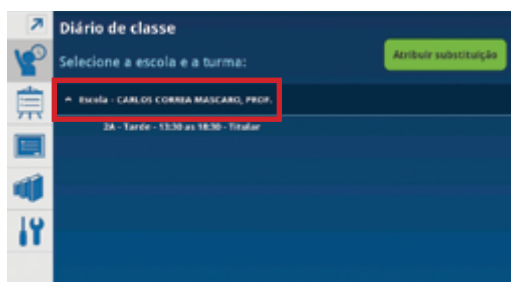 Diário de classe
Selecione a escola e a turma:
Atribuir substituição
Escola - CARLOS CORREA MASCARO, PROF.
2A - Tarde - 13:30 as 18:30 - Titular